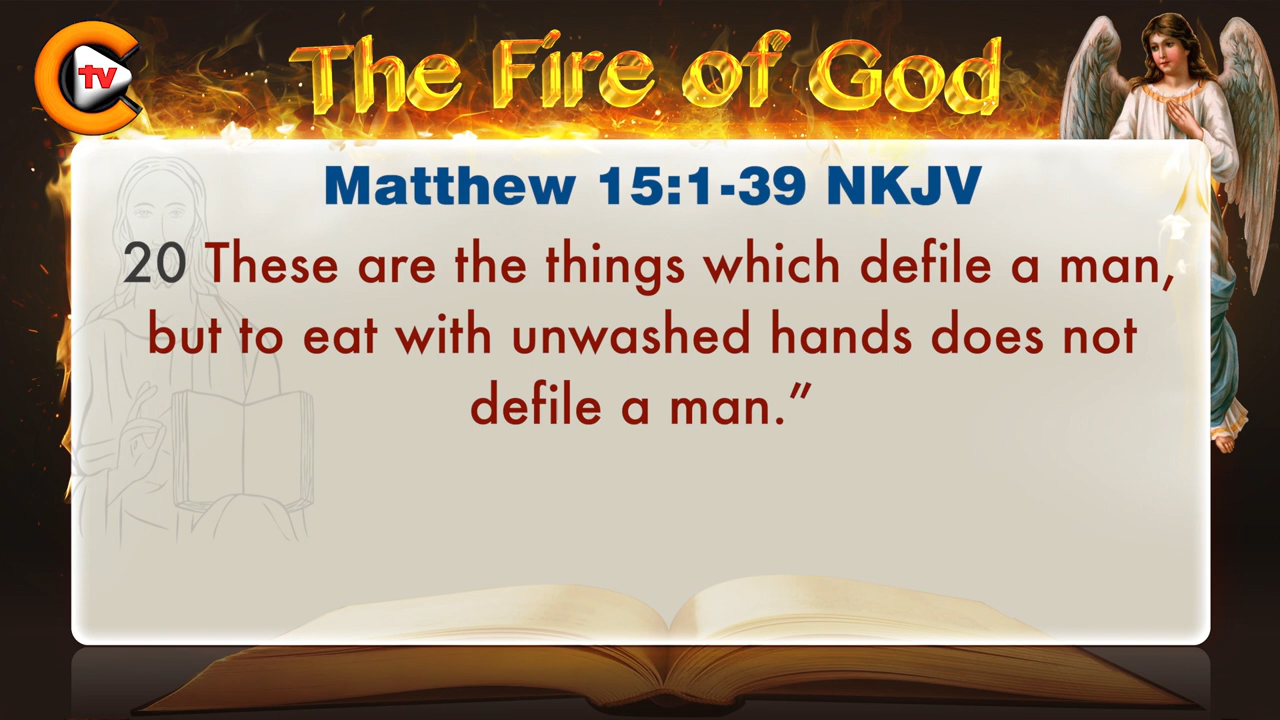 tv
The Fire of God
Matthew 15:1-39 NKJV
20 These are the things which defile a man,
but to eat with unwashed hands does not
defile a man.”